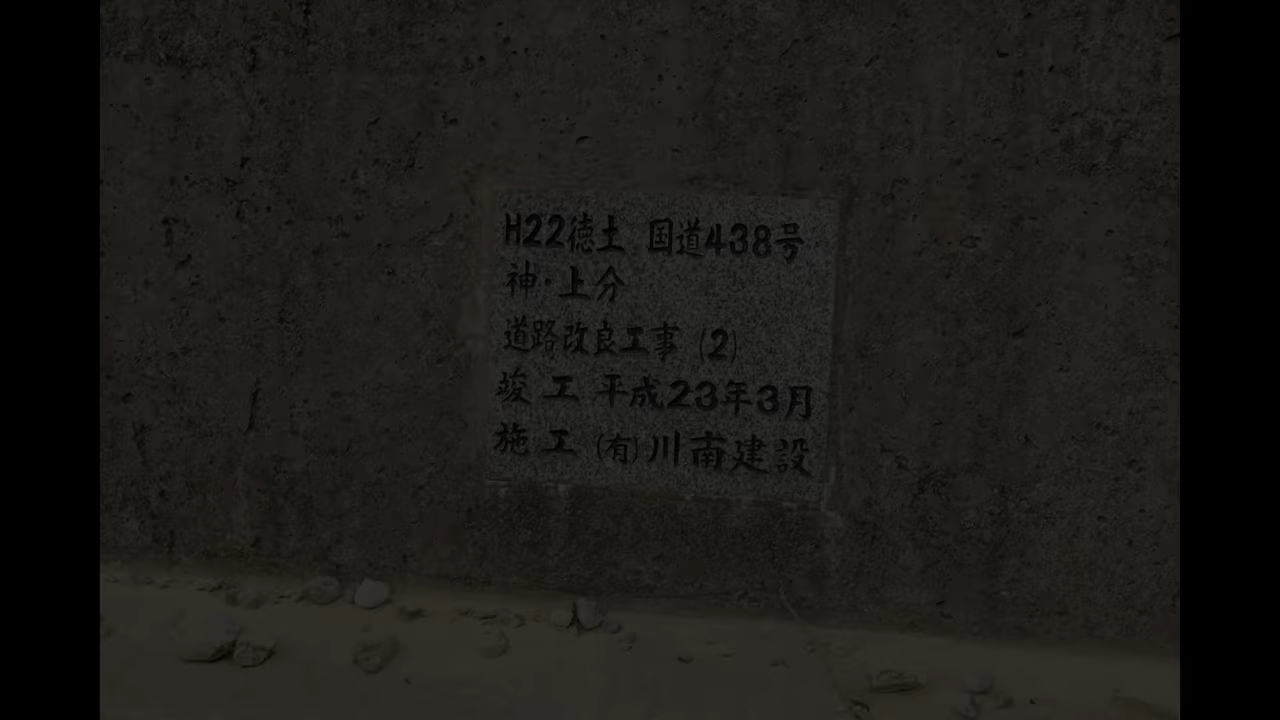 H22徳土 国道438号
神・上分
道路改良工事 (2)
竣工 平成23年3月
施工 (有)川南建設